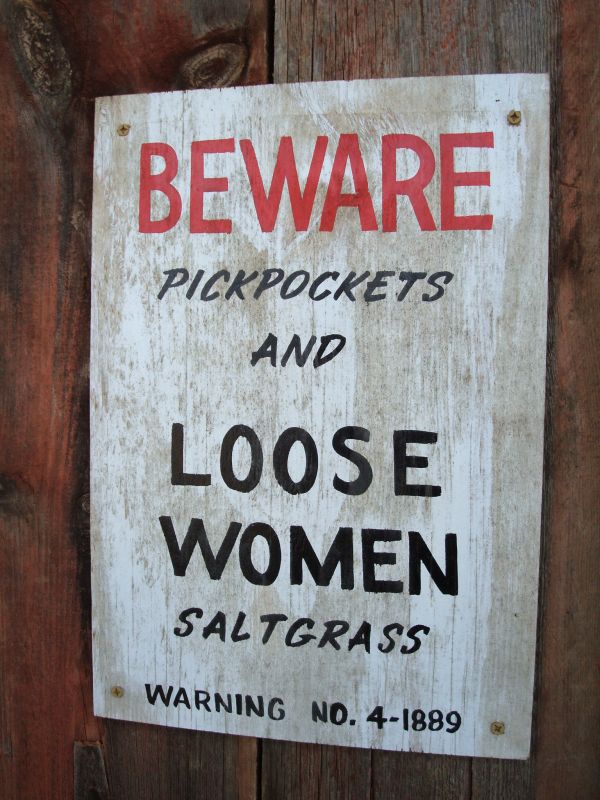 BEWARE
PICKPOCKETS
AND
LOOSE
WOMEN
SALTGRASS
WARNING NO. 4-1889